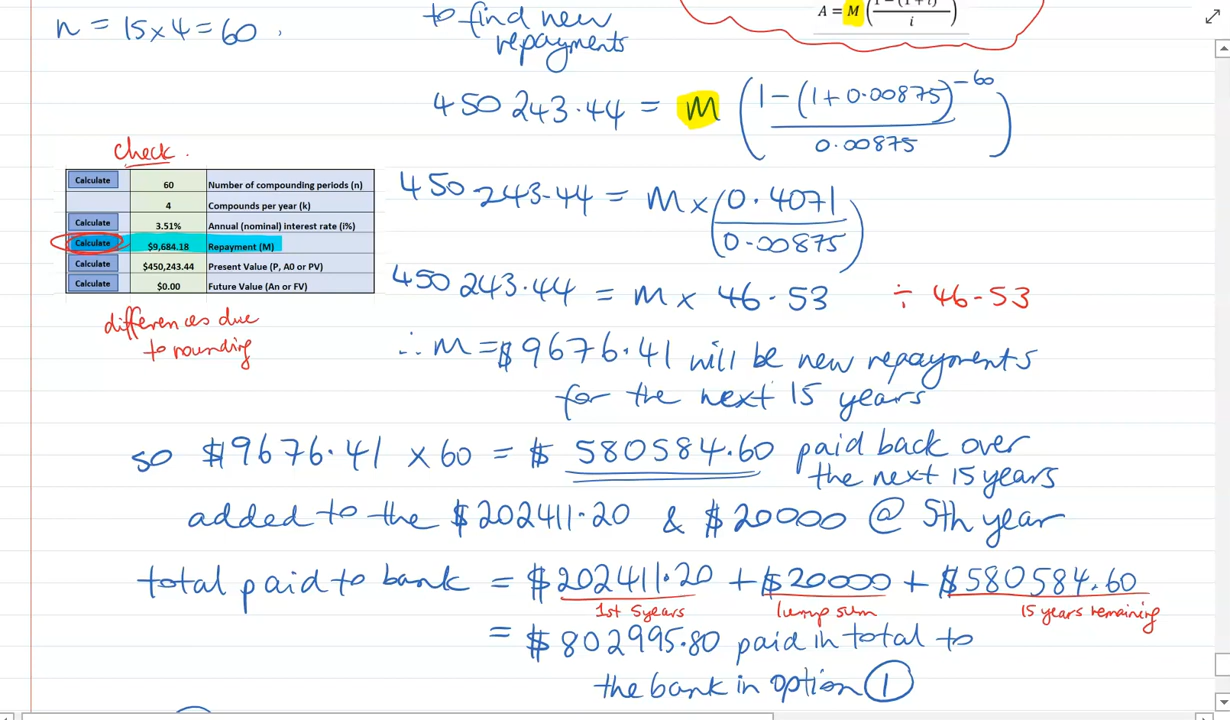 n = 15 x 4 = 60 .
to find new
repayments
A = M ( / i )
450 243.44 = M ( 1 - (1 + 0.00875)^-60 / 0.00875 )
check .
Calculate 60 Number of compounding periods (n)
4 Compounds per year (k)
Calculate 3.51% Annual (nominal) interest rate (i%)
Calculate $9,684.18 Repayment (M)
Calculate $450,243.44 Present Value (P, A0 or PV)
Calculate $0.00 Future Value (An or FV)
differences due
to rounding
450 243.44 = M x ( 0.4071 / 0.00875 )
450 243.44 = M x 46.53 ÷ 46.53
∴ M = $9676.41 will be new repayments
for the next 15 years
so $9676.41 x 60 = $ 580584.60 paid back over
the next 15 years
added to the $202411.20 & $20000 @ 5th year
total paid to bank = $202411.20 + $20000 + $580584.60
1st 5years lump sum 15 years remaining
= $802995.80 paid in total to
the bank in option 1